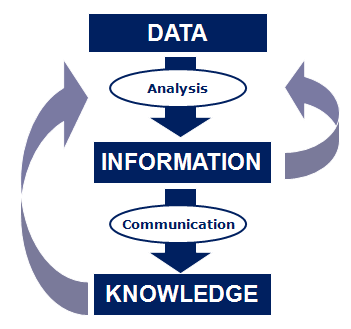 DATA
Analysis
INFORMATION
Communication
KNOWLEDGE